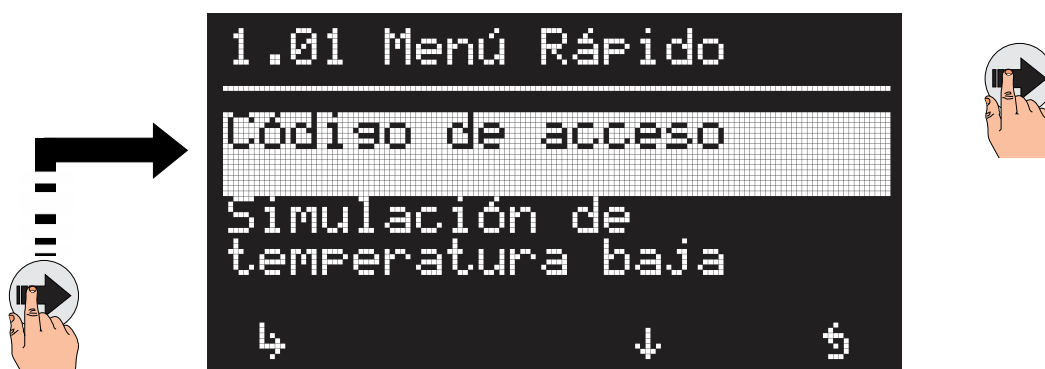 1.01 Menú Rápido
Código de acceso
Simulación de
temperatura baja